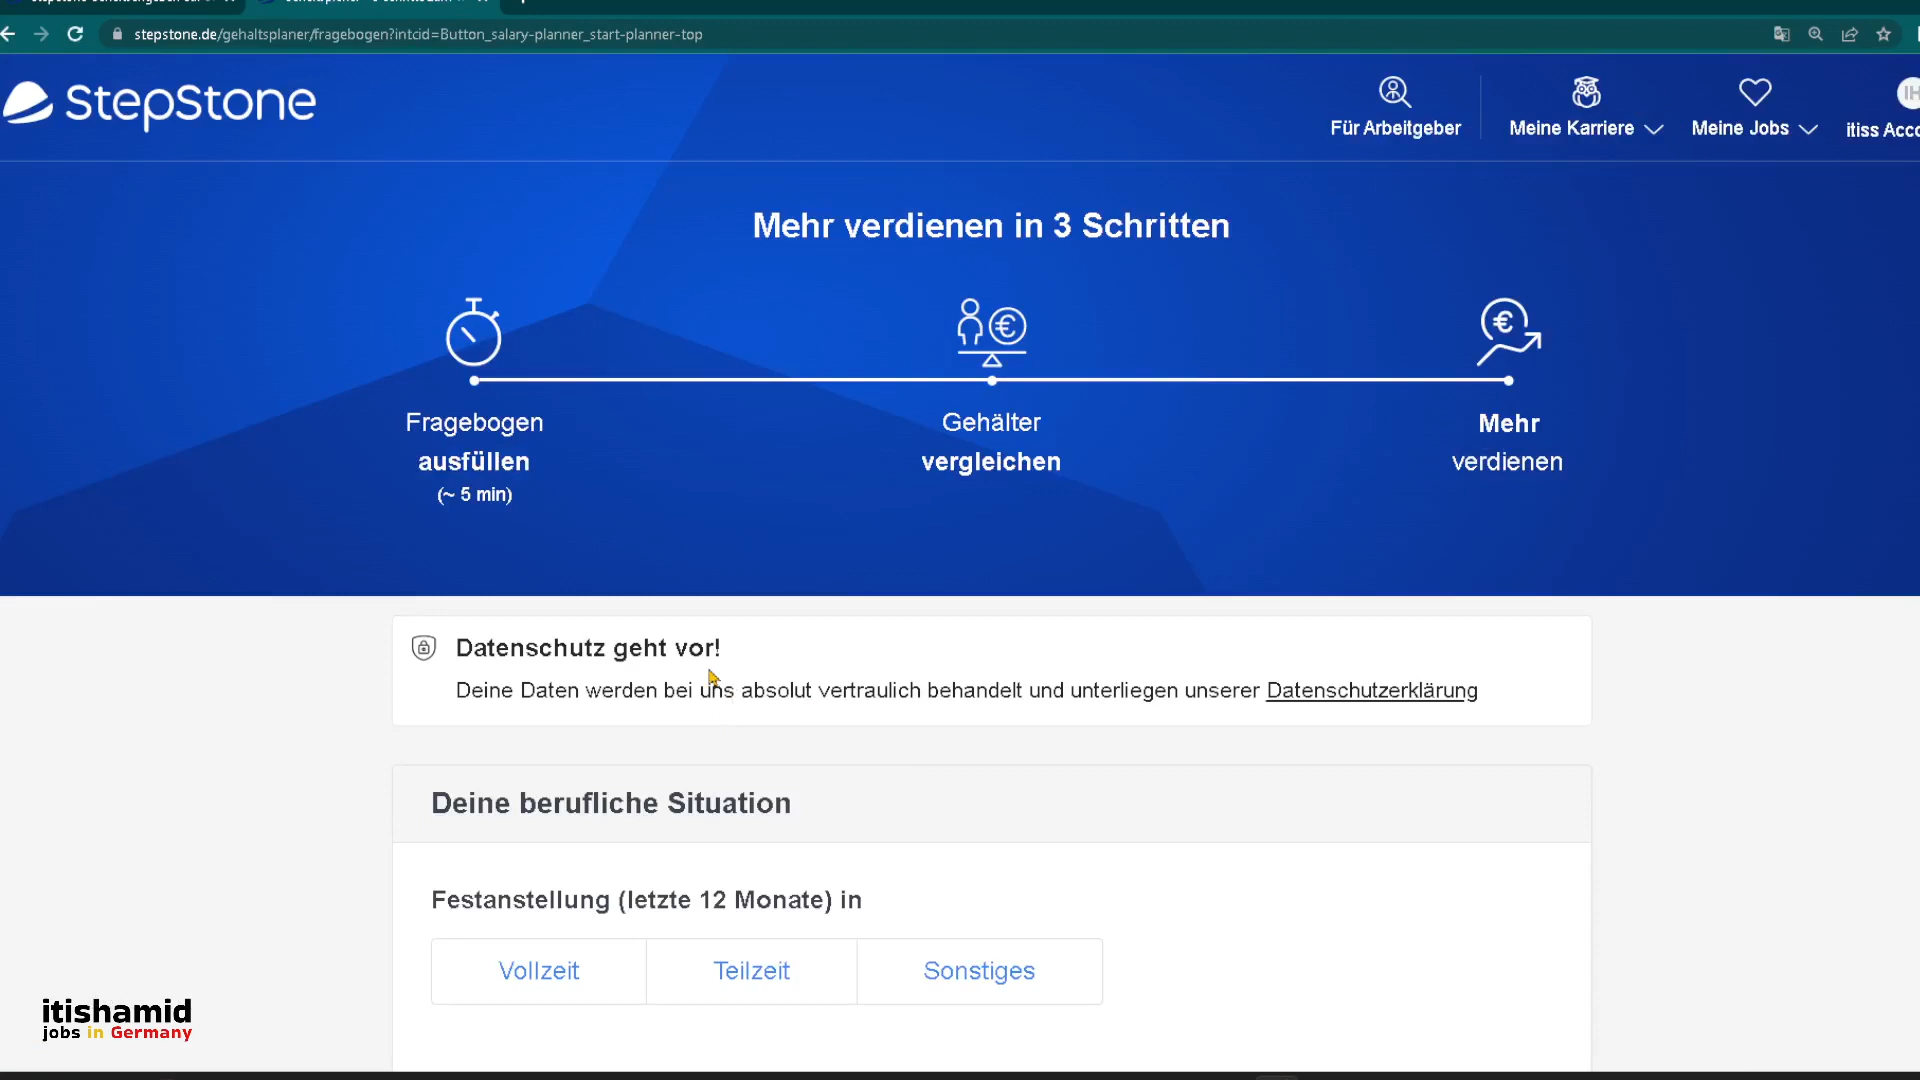 stepstone.de/gehaltsplaner/fragebogen?intcid=Button_salary-planner_start-planner-top
StepStone
Für Arbeitgeber
Meine Karriere
Meine Jobs
IH
itiss Acco
Mehr verdienen in 3 Schritten
Fragebogen
ausfüllen
(~ 5 min)
Gehälter
vergleichen
Mehr
verdienen
Datenschutz geht vor!
Deine Daten werden bei uns absolut vertraulich behandelt und unterliegen unserer Datenschutzerklärung
Deine berufliche Situation
Festanstellung (letzte 12 Monate) in
Vollzeit
Teilzeit
Sonstiges
itishamid
jobs in Germany